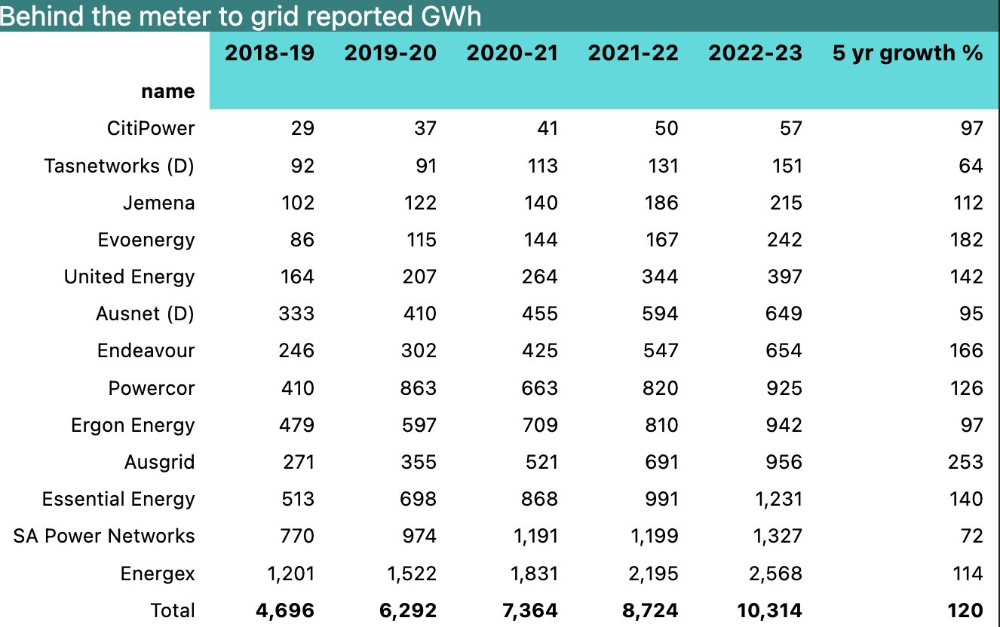 Behind the meter to grid reported GWh
2018-19 2019-20 2020-21 2021-22 2022-23 5 yr growth %
name
CitiPower 29 37 41 50 57 97
Tasnetworks (D) 92 91 113 131 151 64
Jemena 102 122 140 186 215 112
Evoenergy 86 115 144 167 242 182
United Energy 164 207 264 344 397 142
Ausnet (D) 333 410 455 594 649 95
Endeavour 246 302 425 547 654 166
Powercor 410 863 663 820 925 126
Ergon Energy 479 597 709 810 942 97
Ausgrid 271 355 521 691 956 253
Essential Energy 513 698 868 991 1,231 140
SA Power Networks 770 974 1,191 1,199 1,327 72
Energex 1,201 1,522 1,831 2,195 2,568 114
Total 4,696 6,292 7,364 8,724 10,314 120